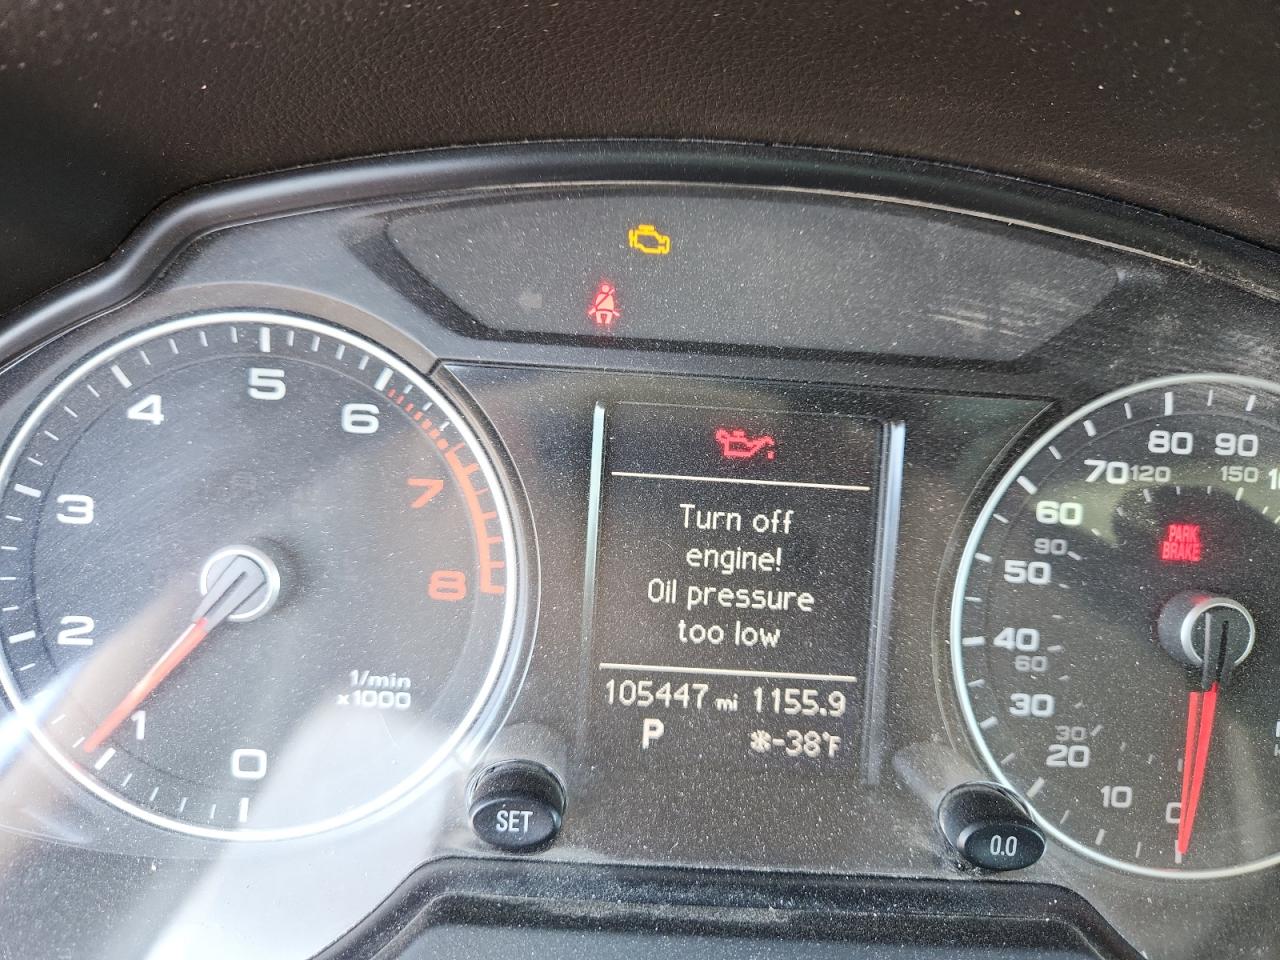 5
4
6
80 90
3
7
70 120 150
60
PARK
BRAKE
Turn off
engine!
Oil pressure
too low
90
50
8
2
40
60
1/min
x1000
105447 mi 1155.9
30
30
1
P
-38°F
20
0
10
0
SET
0.0